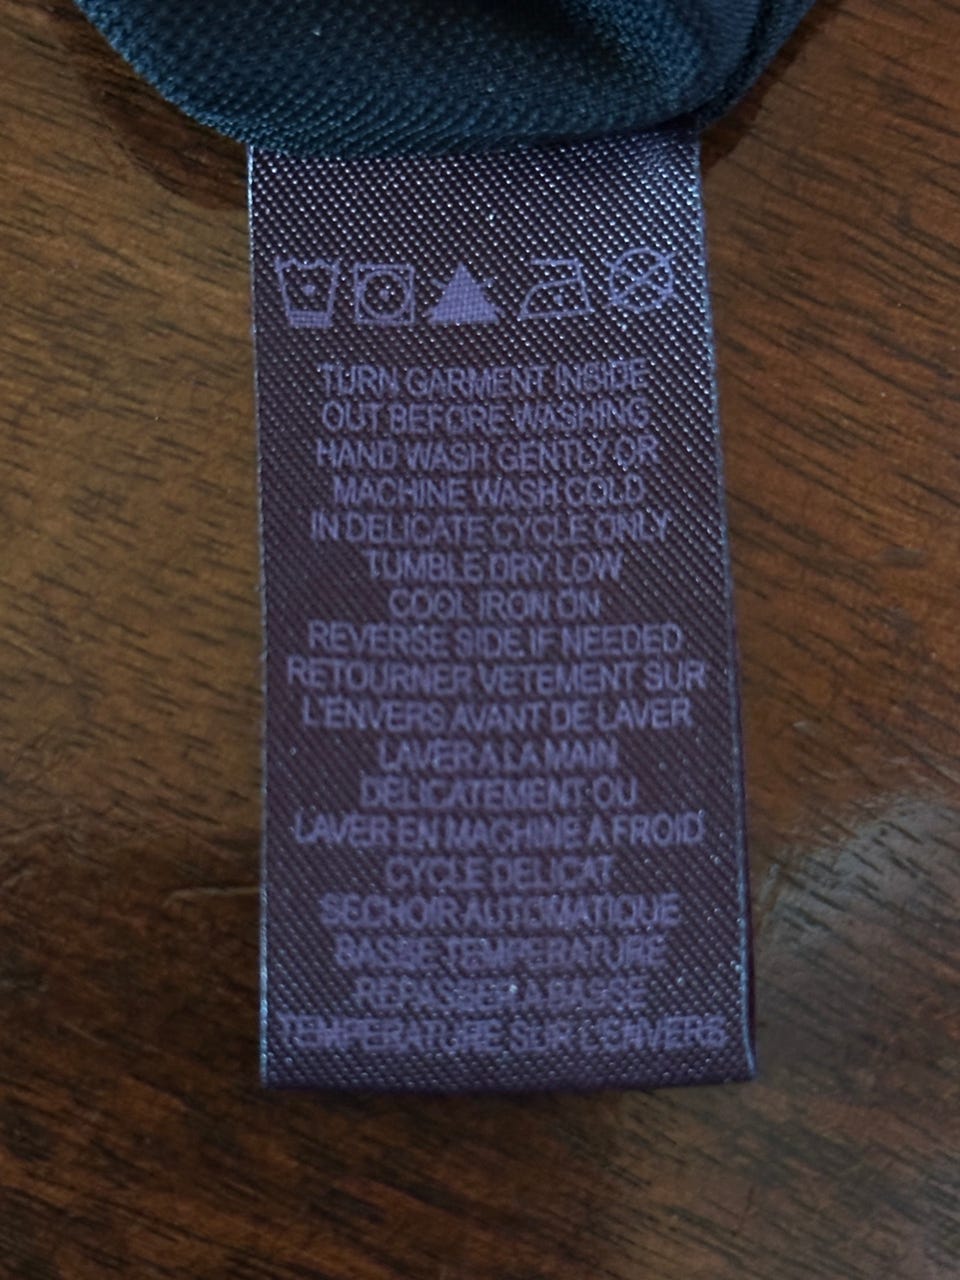 TURN GARMENT INSIDE
OUT BEFORE WASHING
HAND WASH GENTLY OR
MACHINE WASH COLD
IN DELICATE CYCLE ONLY
TUMBLE DRY LOW
COOL IRON ON
REVERSE SIDE IF NEEDED
RETOURNER VETEMENT SUR
L'ENVERS AVANT DE LAVER
LAVER A LA MAIN
DELICATEMENT OU
LAVER EN MACHINE A FROID
CYCLE DELICAT
SECHOIR AUTOMATIQUE
BASSE TEMPERATURE
REPASSER A BASSE
TEMPERATURE SUR L'ENVERS